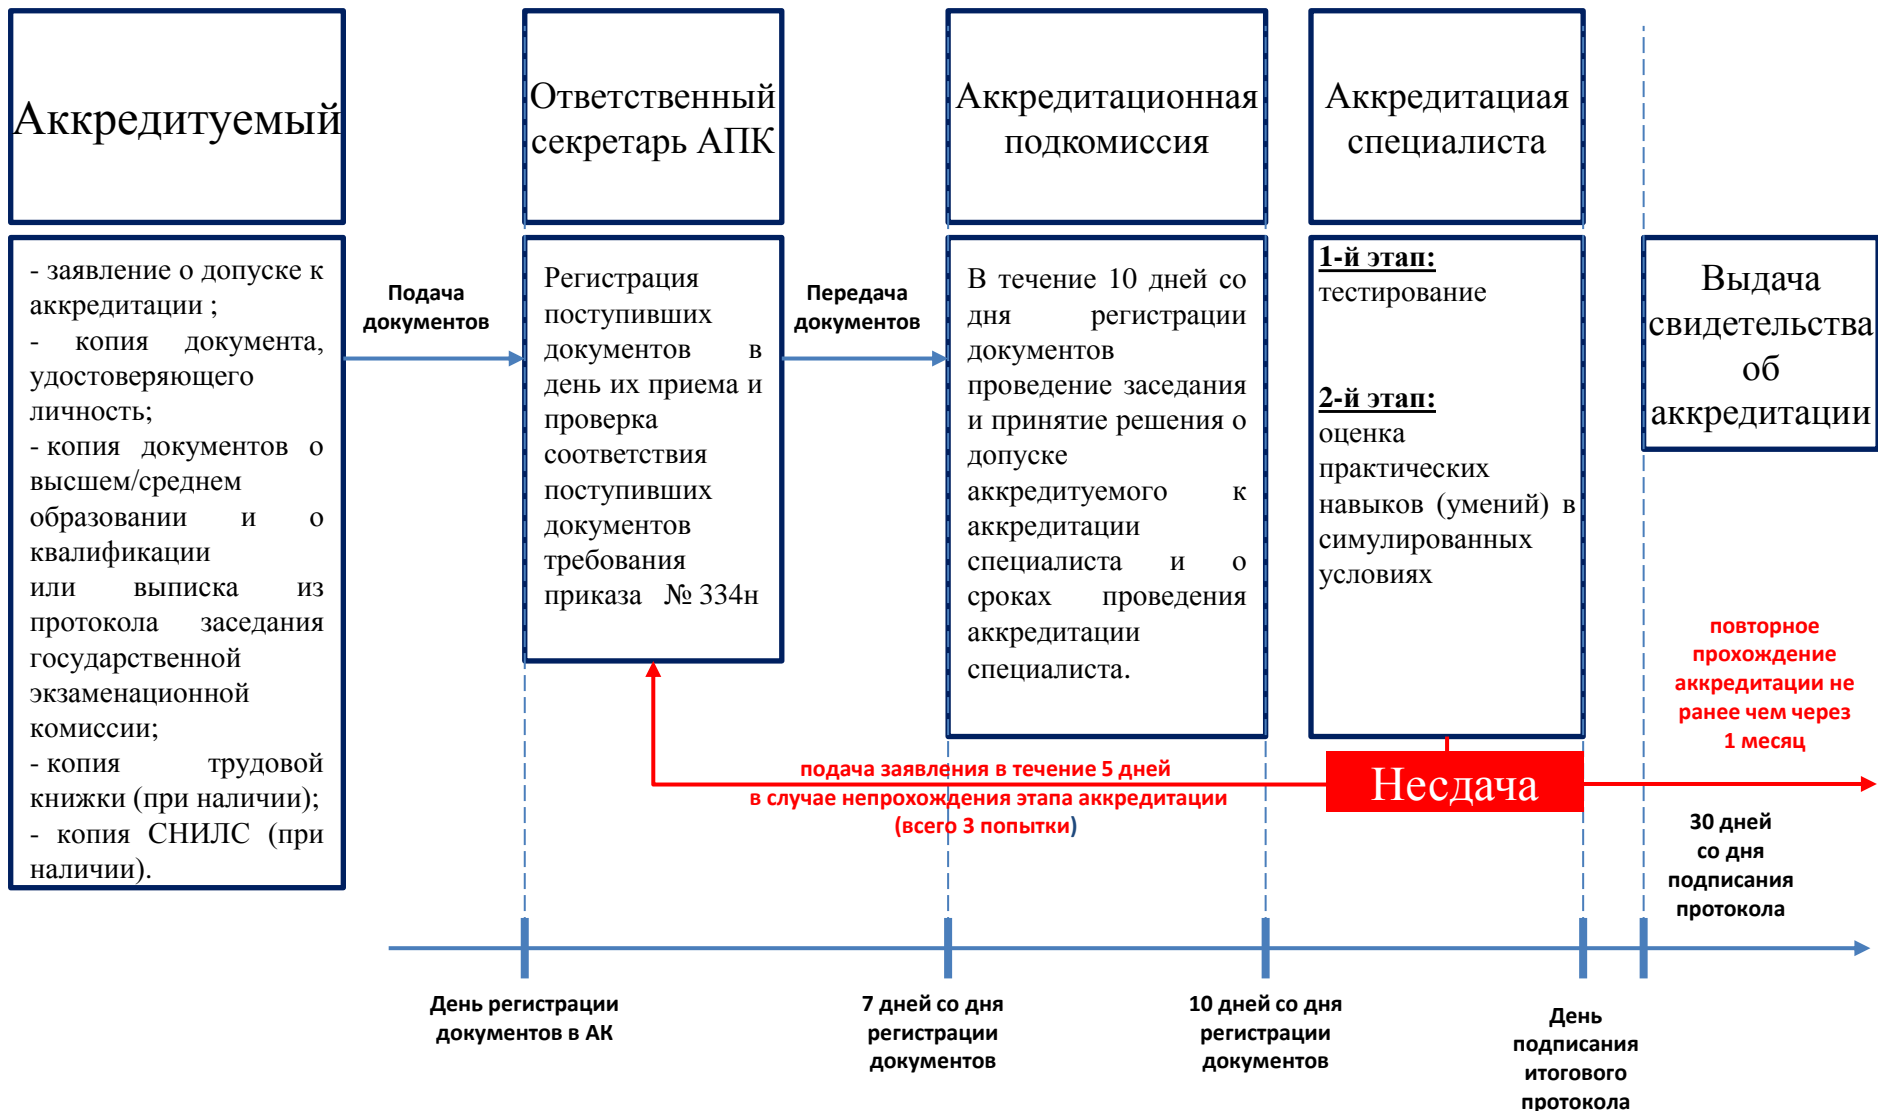 Аккредитуемый
Ответственный
секретарь АПК
Аккредитационная
подкомиссия
Аккредитациая
специалиста
- заявление о допуске к
аккредитации ;
- копия документа,
удостоверяющего
личность;
- копия документов о
высшем/среднем
образовании и о
квалификации
или выписка из
протокола заседания
государственной
экзаменационной
комиссии;
- копия трудовой
книжки (при наличии);
- копия СНИЛС (при
наличии).
Подача
документов
Регистрация
поступивших
документов в
день их приема и
проверка
соответствия
поступивших
документов
требования
приказа № 334н
Передача
документов
В течение 10 дней со
дня регистрации
документов
проведение заседания
и принятие решения о
допуске
аккредитуемого к
аккредитации
специалиста и о
сроках проведения
аккредитации
специалиста.
1-й этап:
тестирование
2-й этап:
оценка
практических
навыков (умений) в
симулированных
условиях
Выдача
свидетельства
об
аккредитации
повторное
прохождение
аккредитации не
ранее чем через
1 месяц
подача заявления в течение 5 дней
в случае непрохождения этапа аккредитации
(всего 3 попытки)
Несдача
30 дней
со дня
подписания
протокола
День регистрации
документов в АК
7 дней со дня
регистрации
документов
10 дней со дня
регистрации
документов
День
подписания
итогового
протокола